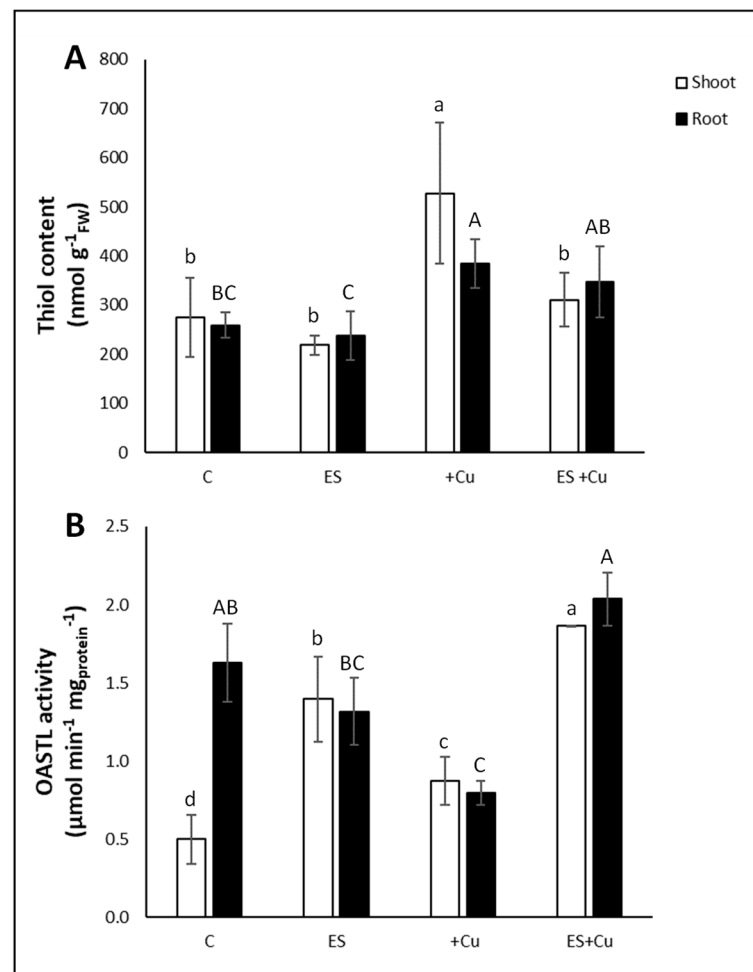 A
800
700
600
500
400
300
200
100
0
Thiol content
(nmol g⁻¹FW)
Shoot
Root
b
BC
b
C
a
A
b
AB
C
ES
+Cu
ES +Cu
B
2.5
2.0
1.5
1.0
0.5
0.0
OASTL activity
(µmol min⁻¹ mgprotein⁻¹)
d
AB
b
BC
c
C
a
A
C
ES
+Cu
ES+Cu